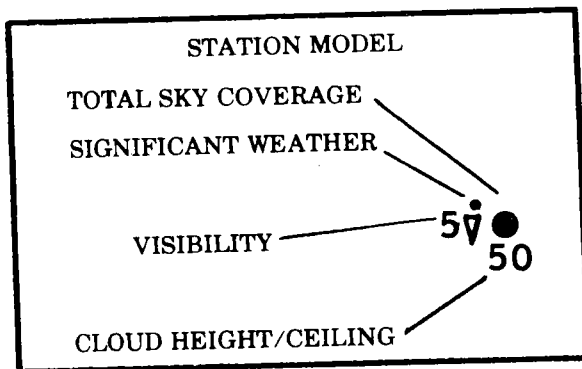 STATION MODEL
TOTAL SKY COVERAGE
SIGNIFICANT WEATHER
VISIBILITY
5
50
CLOUD HEIGHT/CEILING